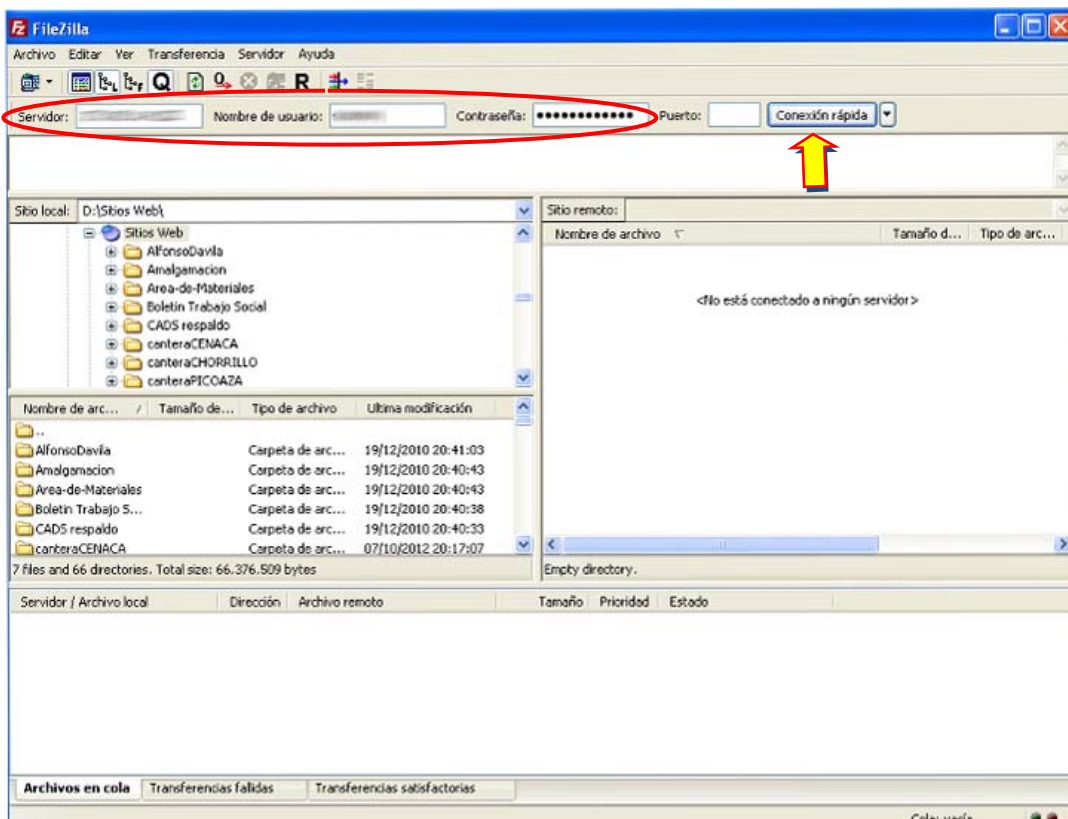 FileZilla
Archivo Editar Ver Transferencia Servidor Ayuda
Servidor: Nombre de usuario: Contraseña: •••••••••••• Puerto: Conexión rápida
Sitio local: D:\Sitios Web\
Sitios Web
AlfonsoDavila
Amalgamacion
Area-de-Materiales
Boletin Trabajo Social
CADS respaldo
canteraCENACA
canteraCHORRILLO
canteraPICOAZA
Nombre de arc... / Tamaño de... Tipo de archivo Ultima modificación
..
AlfonsoDavila Carpeta de arc... 19/12/2010 20:41:03
Amalgamacion Carpeta de arc... 19/12/2010 20:40:43
Area-de-Materiales Carpeta de arc... 19/12/2010 20:40:43
Boletin Trabajo S... Carpeta de arc... 19/12/2010 20:40:38
CADS respaldo Carpeta de arc... 19/12/2010 20:40:33
canteraCENACA Carpeta de arc... 07/10/2012 20:17:07
7 files and 66 directories. Total size: 66.376.509 bytes
Sitio remoto:
Nombre de archivo Tamaño d... Tipo de arc...
<No está conectado a ningún servidor>
Empty directory.
Servidor / Archivo local Dirección Archivo remoto Tamaño Prioridad Estado
Archivos en cola Transferencias falidas Transferencias satisfactorias
Cola: vacía